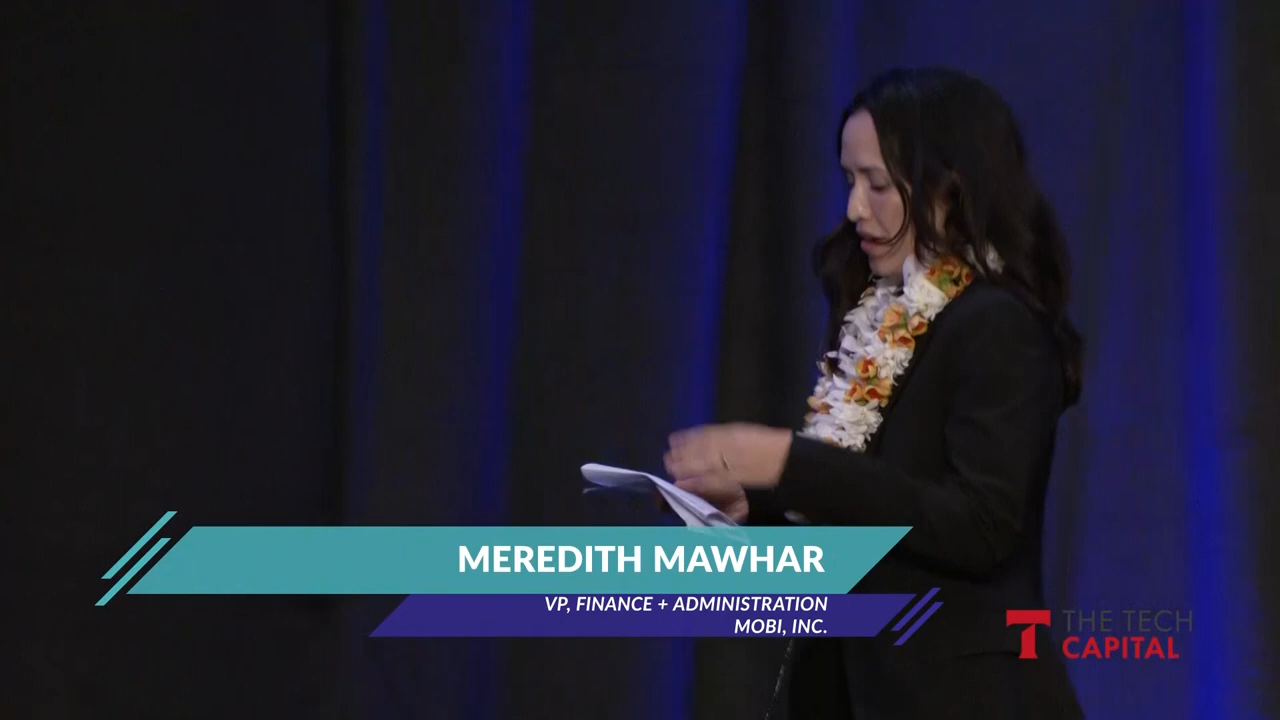 MEREDITH MAWHAR
VP, FINANCE + ADMINISTRATION
MOBI, INC.
THE TECH
CAPITAL